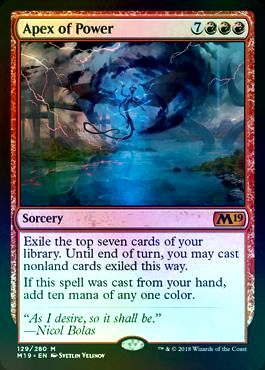 Apex of Power 7
Sorcery M19
Exile the top seven cards of your
library. Until end of turn, you may cast
nonland cards exiled this way.
If this spell was cast from your hand,
add ten mana of any one color.
"As I desire, so it shall be."
—Nicol Bolas
129/280 M
M19 • EN Svetlin Velinov ™ & © 2018 Wizards of the Coast